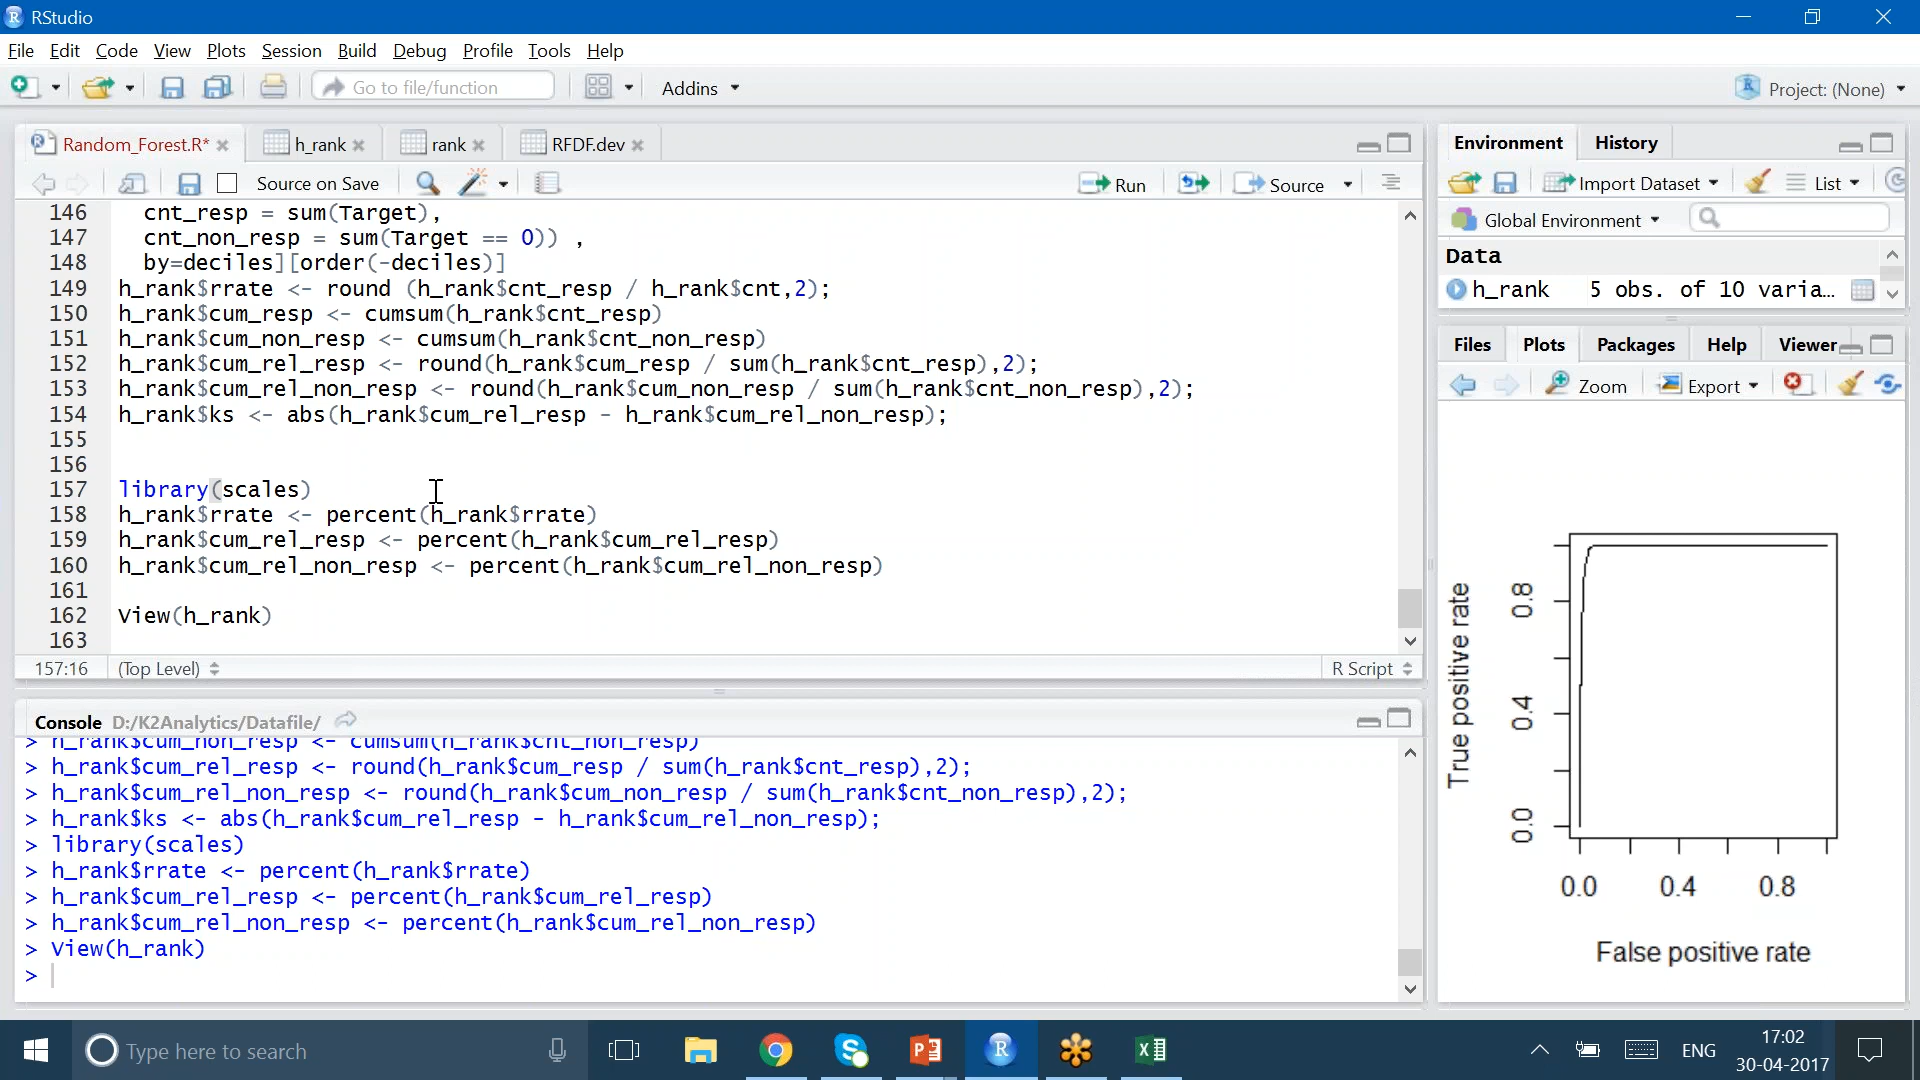 RStudio
File Edit Code View Plots Session Build Debug Profile Tools Help
Go to file/function Addins Project: (None)
Random_Forest.R* h_rank rank RFDF.dev
Source on Save Run Source
146 cnt_resp = sum(Target),
147 cnt_non_resp = sum(Target == 0)) ,
148 by=deciles][order(-deciles)]
149 h_rank$rrate <- round (h_rank$cnt_resp / h_rank$cnt,2);
150 h_rank$cum_resp <- cumsum(h_rank$cnt_resp)
151 h_rank$cum_non_resp <- cumsum(h_rank$cnt_non_resp)
152 h_rank$cum_rel_resp <- round(h_rank$cum_resp / sum(h_rank$cnt_resp),2);
153 h_rank$cum_rel_non_resp <- round(h_rank$cum_non_resp / sum(h_rank$cnt_non_resp),2);
154 h_rank$ks <- abs(h_rank$cum_rel_resp - h_rank$cum_rel_non_resp);
155
156
157 library(scales)
158 h_rank$rrate <- percent(h_rank$rrate)
159 h_rank$cum_rel_resp <- percent(h_rank$cum_rel_resp)
160 h_rank$cum_rel_non_resp <- percent(h_rank$cum_rel_non_resp)
161
162 View(h_rank)
163
157:16 (Top Level) R Script
Console D:/K2Analytics/Datafile/
> h_rank$cum_non_resp <- cumsum(h_rank$cnt_non_resp)
> h_rank$cum_rel_resp <- round(h_rank$cum_resp / sum(h_rank$cnt_resp),2);
> h_rank$cum_rel_non_resp <- round(h_rank$cum_non_resp / sum(h_rank$cnt_non_resp),2);
> h_rank$ks <- abs(h_rank$cum_rel_resp - h_rank$cum_rel_non_resp);
> library(scales)
> h_rank$rrate <- percent(h_rank$rrate)
> h_rank$cum_rel_resp <- percent(h_rank$cum_rel_resp)
> h_rank$cum_rel_non_resp <- percent(h_rank$cum_rel_non_resp)
> View(h_rank)
>
Environment History
Import Dataset List
Global Environment
Data
h_rank 5 obs. of 10 varia...
Files Plots Packages Help Viewer
Zoom Export
True positive rate
0.0 0.4 0.8
0.0 0.4 0.8
False positive rate
Type here to search
ENG
17:02
30-04-2017